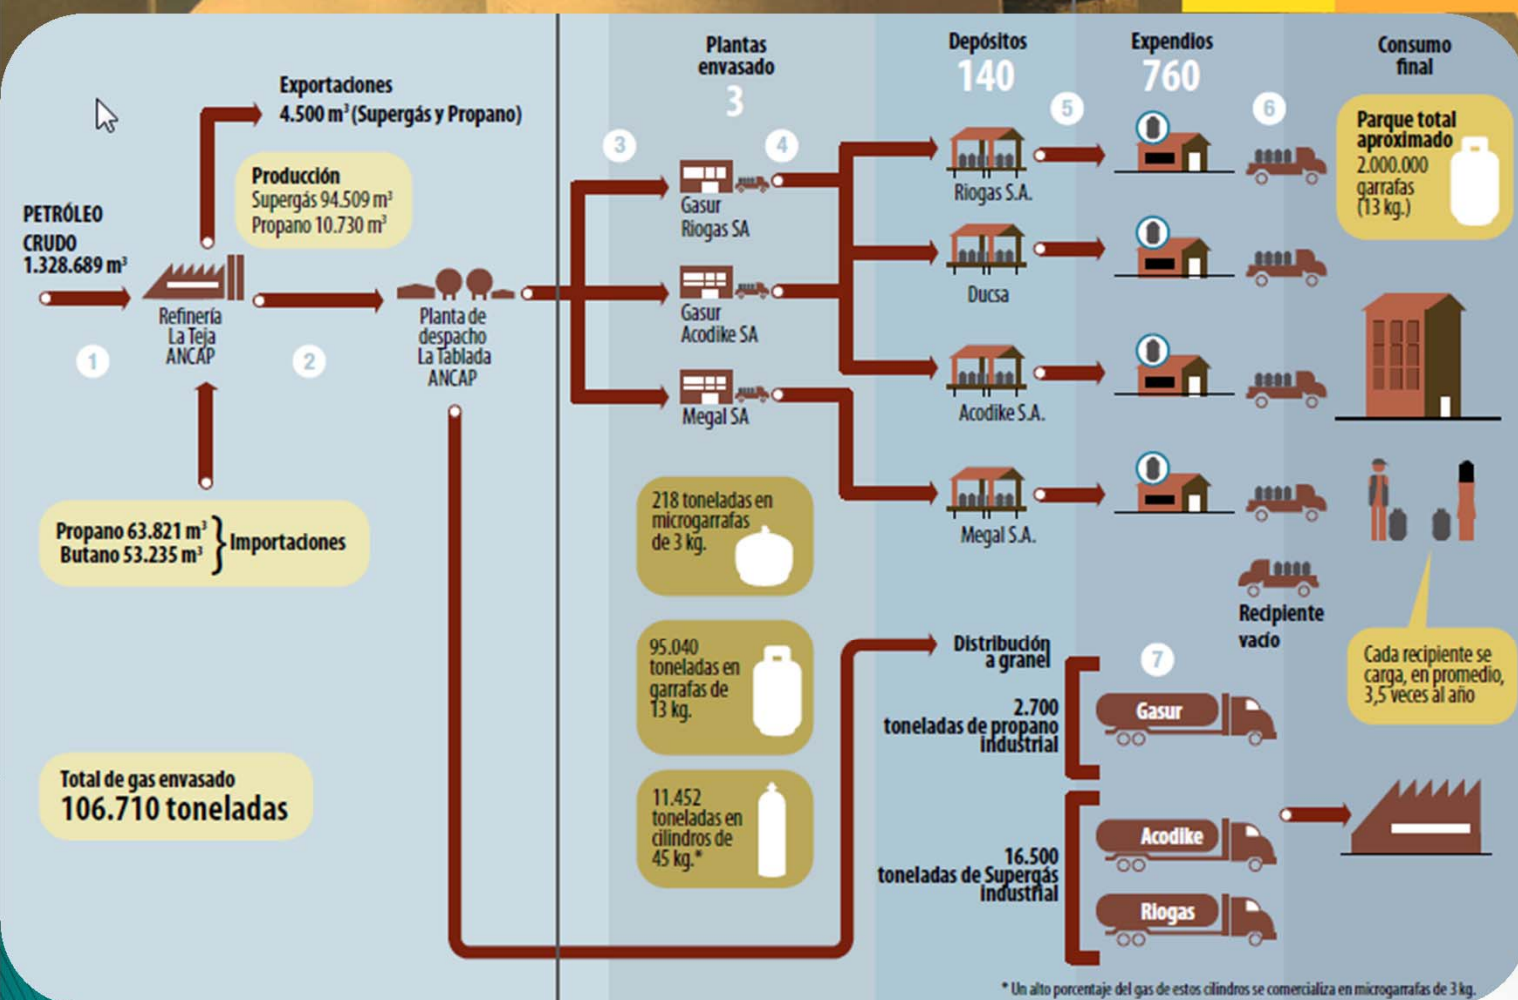 Exportaciones
4.500 m³ (Supergás y Propano)
Producción
Supergás 94.509 m³
Propano 10.730 m³
PETRÓLEO
CRUDO
1.328.689 m³
Refinería
La Teja
ANCAP
1
2
Planta de
despacho
La Tablada
ANCAP
Propano 63.821 m³
Butano 53.235 m³
Importaciones
Total de gas envasado
106.710 toneladas
Plantas
envasado
3
3
4
Gasur
Riogas SA
Gasur
Acodike SA
Megal SA
218 toneladas en
microgarrafas
de 3 kg.
95.040
toneladas en
garrafas de
13 kg.
11.452
toneladas en
cilindros de
45 kg.*
Depósitos
140
5
Riogas S.A.
Ducsa
Acodike S.A.
Megal S.A.
Expendios
760
6
Consumo
final
Parque total
aproximado
2.000.000
garrafas
(13 kg.)
Recipiente
vacío
Cada recipiente se
carga, en promedio,
3,5 veces al año
Distribución
a granel
7
2.700
toneladas de propano
industrial
Gasur
16.500
toneladas de Supergás
industrial
Acodike
Riogas
* Un alto porcentaje del gas de estos cilindros se comercializa en microgarrafas de 3 kg.